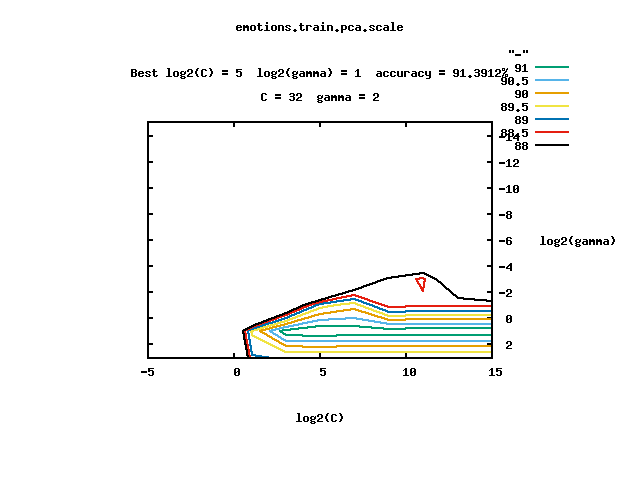 emotions.train.pca.scale
"-"
Best log2(C) = 5  log2(gamma) = 1  accuracy = 91.3912%
91
90.5
C = 32  gamma = 2
90
89.5
89
88.5
88
-14
-12
-10
-8
-6
log2(gamma)
-4
-2
0
2
-5 0 5 10 15
log2(C)